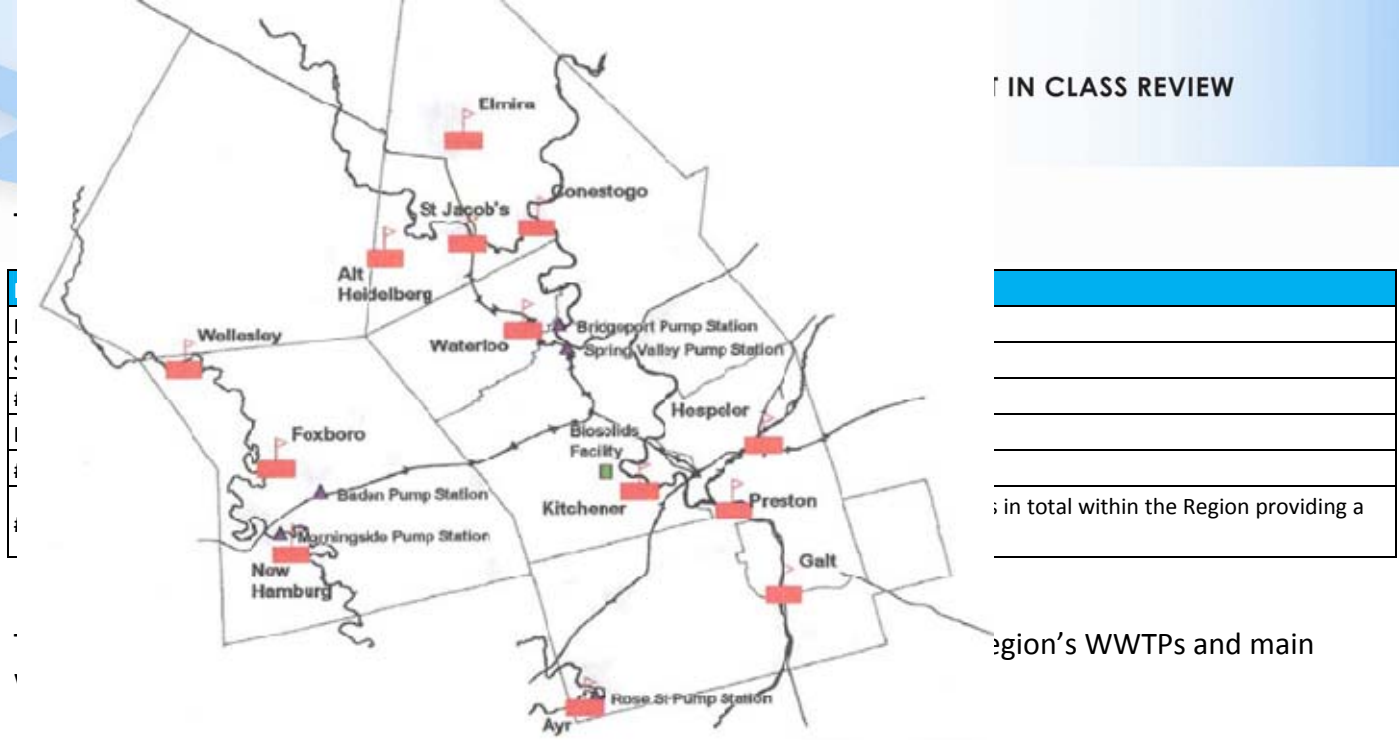 IN CLASS REVIEW
Elmira
Conestogo
St Jacob's
Alt
Heidelberg
Wellesley
Waterloo
Bridgeport Pump Station
Spring Valley Pump Station
Hespeler
Foxboro
Biosolids
Facility
Baden Pump Station
Kitchener
Preston
in total within the Region providing a
Morningside Pump Station
New
Hamburg
Galt
egion's WWTPs and main
Rose St Pump Station
Ayr